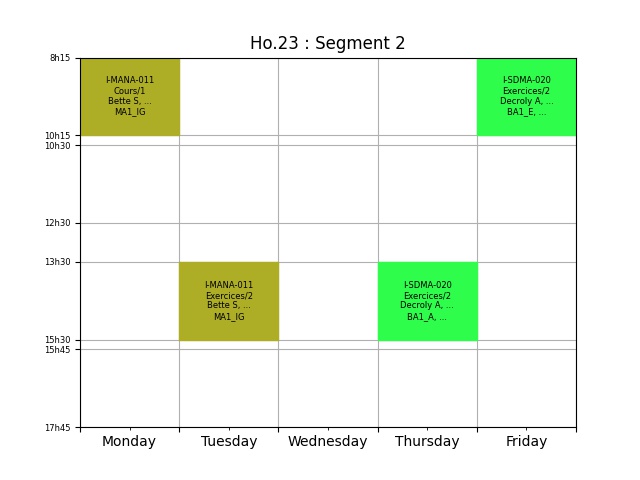 Ho.23 : Segment 2
8h15
I-MANA-011
Cours/1
Bette S, ...
MA1_IG
I-SDMA-020
Exercices/2
Decroly A, ...
BA1_E, ...
10h15
10h30
12h30
13h30
I-MANA-011
Exercices/2
Bette S, ...
MA1_IG
I-SDMA-020
Exercices/2
Decroly A, ...
BA1_A, ...
15h30
15h45
17h45
Monday Tuesday Wednesday Thursday Friday